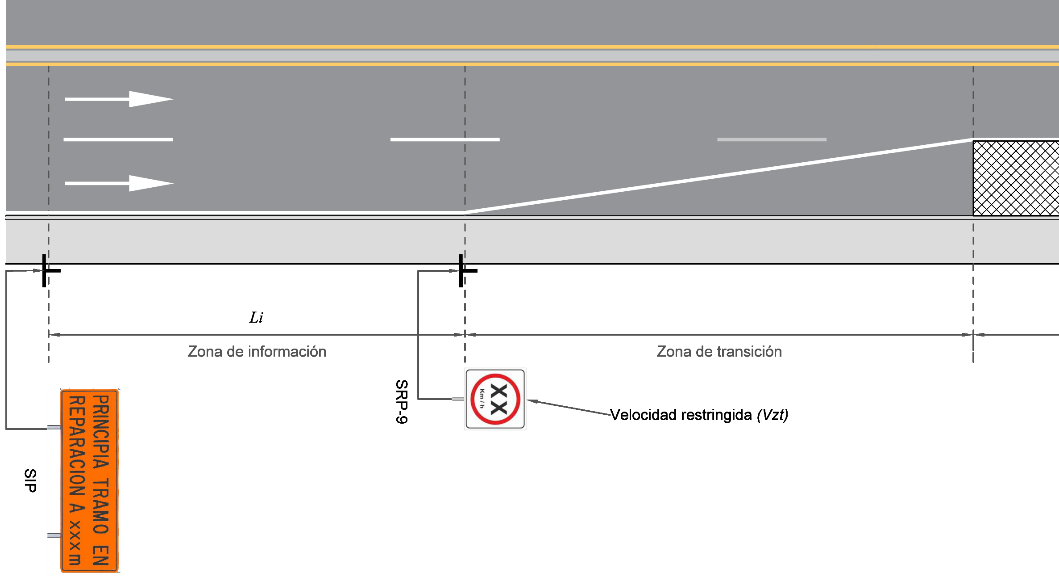 Li
Zona de información
Zona de transición
SRP-9
XX
Km/h
Velocidad restringida (Vzt)
SIP
PRINCIPIA TRAMO EN
REPARACION A xxxm